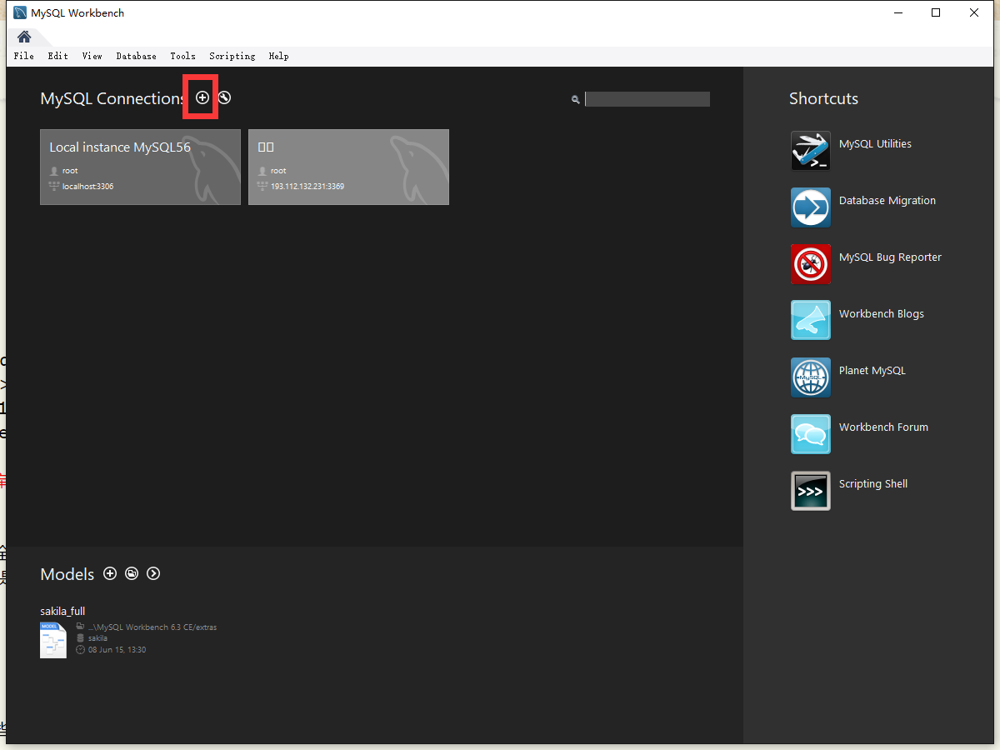 MySQL Workbench
File Edit View Database Tools Scripting Help
MySQL Connections
Local instance MySQL56
root
localhost:3306
root
193.112.132.231:3369
Shortcuts
MySQL Utilities
Database Migration
MySQL Bug Reporter
Workbench Blogs
MySQL
Planet MySQL
Workbench Forum
>>>
Scripting Shell
Models
sakila_full
MODEL
...\MySQL Workbench 6.3 CE/extras
sakila
08 Jun 15, 13:30